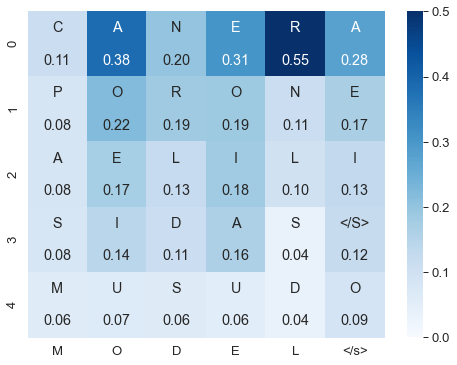 C A N E R A
0.11 0.38 0.20 0.31 0.55 0.28
0
P O R O N E
0.08 0.22 0.19 0.19 0.11 0.17
1
A E L I L I
0.08 0.17 0.13 0.18 0.10 0.13
2
S I D A S </S>
0.08 0.14 0.11 0.16 0.04 0.12
3
M U S U D O
0.06 0.07 0.06 0.06 0.04 0.09
4
M O D E L </s>
0.5
0.4
0.3
0.2
0.1
0.0